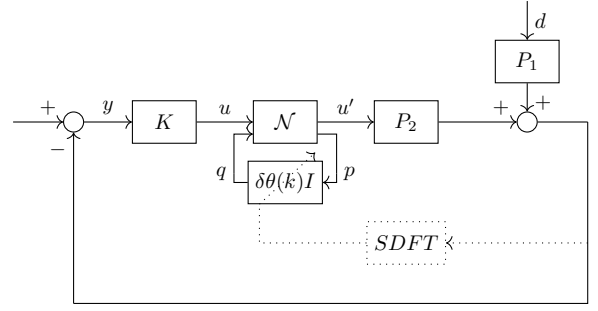 d
P₁
+ y K u 𝒩 u′ P₂ + +
−
q δθ(k)I p
SDFT